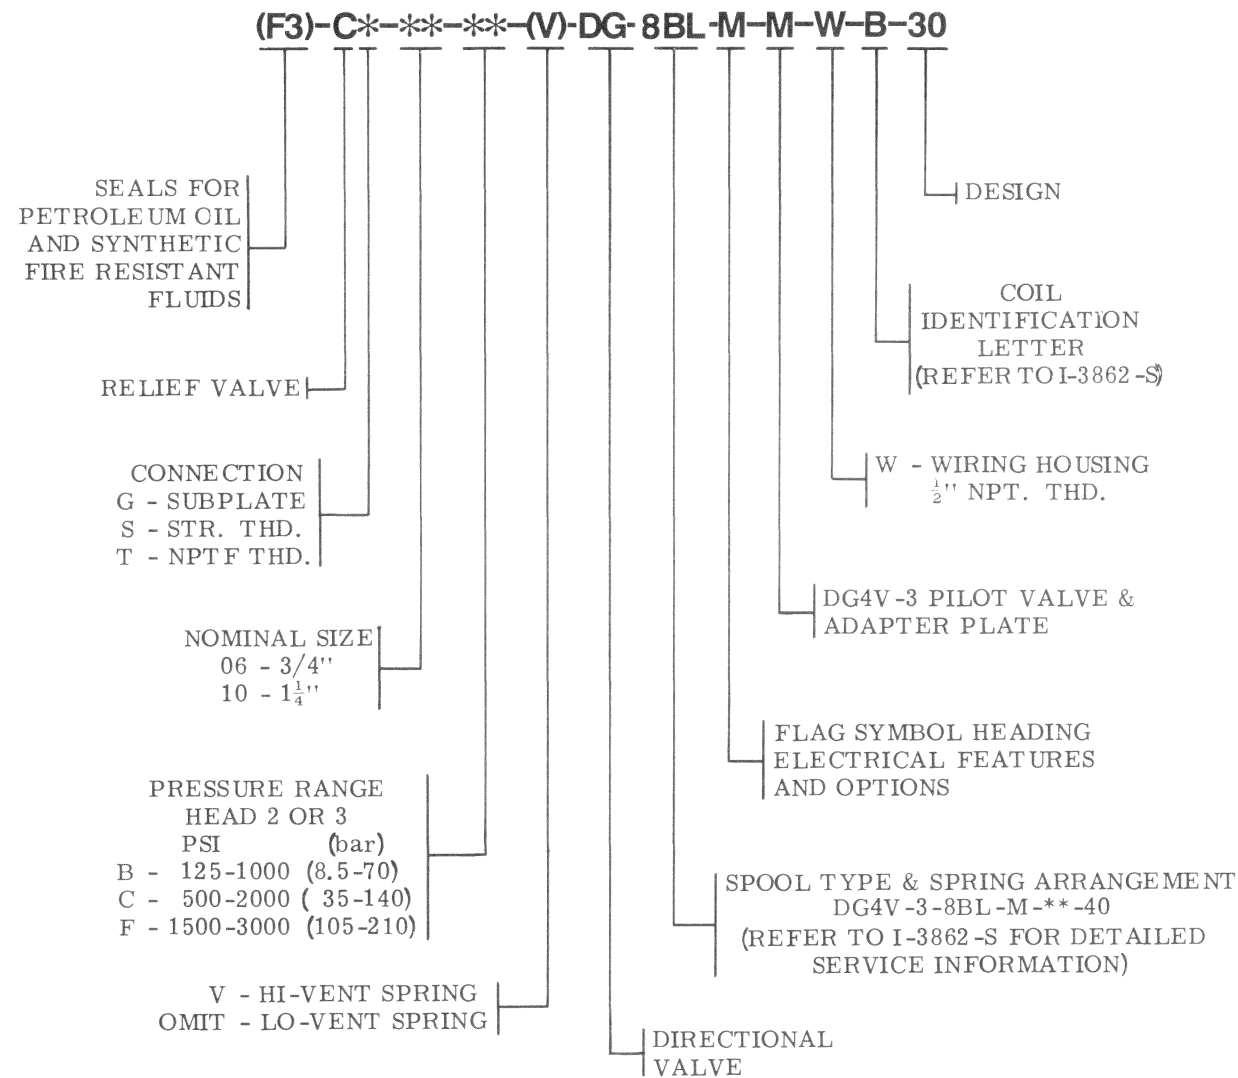 (F3)-C*-**-**-(V)-DG-8BL-M-M-W-B-30
SEALS FOR
PETROLEUM OIL
AND SYNTHETIC
FIRE RESISTANT
FLUIDS
RELIEF VALVE
CONNECTION
G - SUBPLATE
S - STR. THD.
T - NPTF THD.
NOMINAL SIZE
06 - 3/4''
10 - 1 1/4''
PRESSURE RANGE
HEAD 2 OR 3
PSI (bar)
B - 125-1000 (8.5-70)
C - 500-2000 ( 35-140)
F - 1500-3000 (105-210)
V - HI-VENT SPRING
OMIT - LO-VENT SPRING
DESIGN
COIL
IDENTIFICATION
LETTER
(REFER TO I-3862-S)
W - WIRING HOUSING
1/2'' NPT. THD.
DG4V-3 PILOT VALVE &
ADAPTER PLATE
FLAG SYMBOL HEADING
ELECTRICAL FEATURES
AND OPTIONS
SPOOL TYPE & SPRING ARRANGEMENT
DG4V-3-8BL-M-**-40
(REFER TO I-3862-S FOR DETAILED
SERVICE INFORMATION)
DIRECTIONAL
VALVE